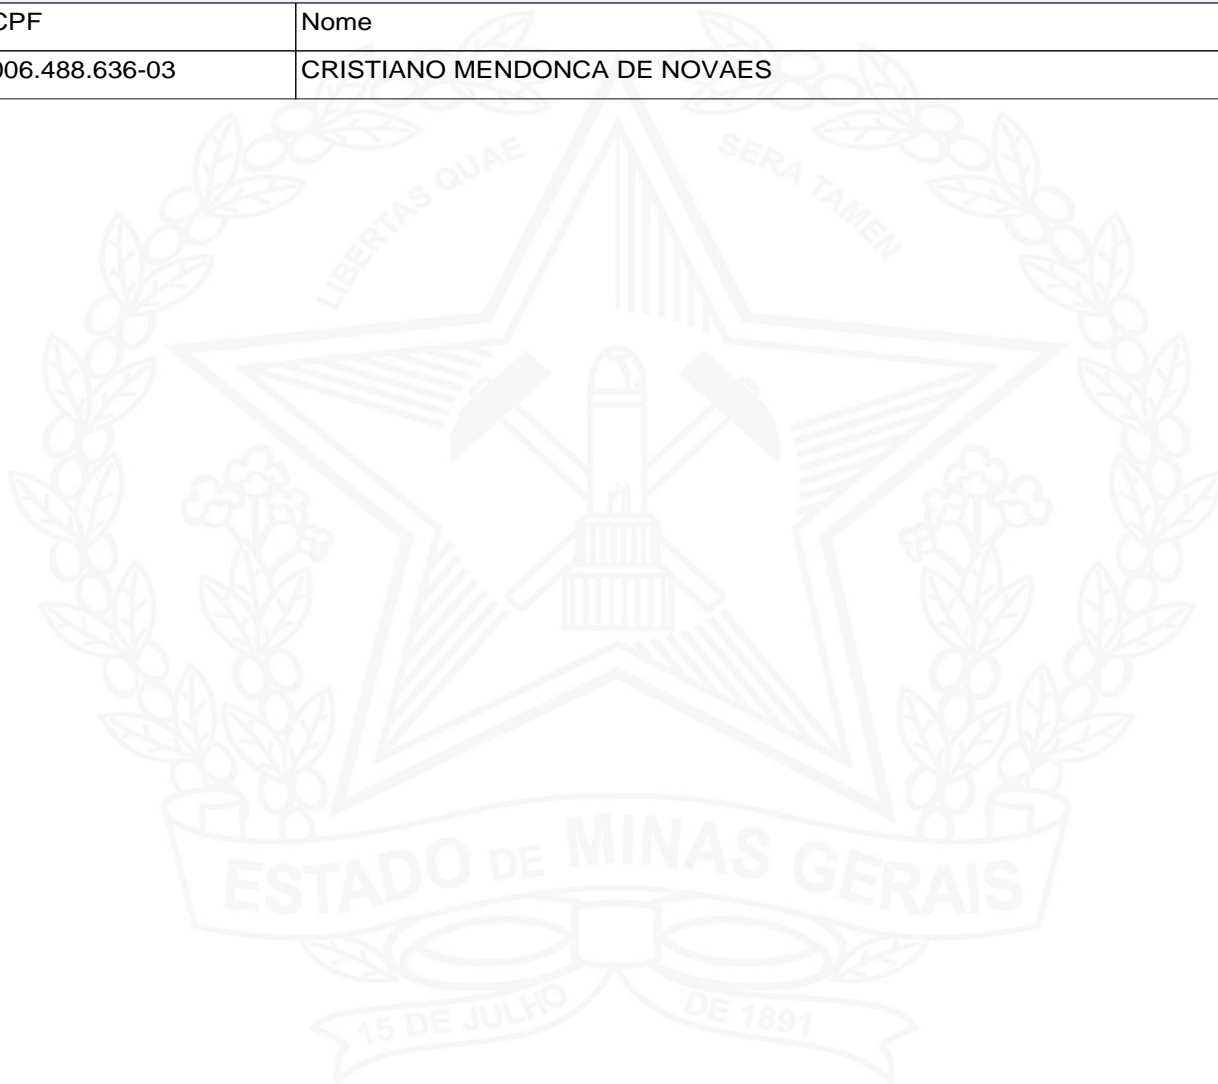 CPF Nome
006.488.636-03 CRISTIANO MENDONCA DE NOVAES
LIBERTAS QUAE SERA TAMEN
ESTADO DE MINAS GERAIS
15 DE JULHO DE 1891